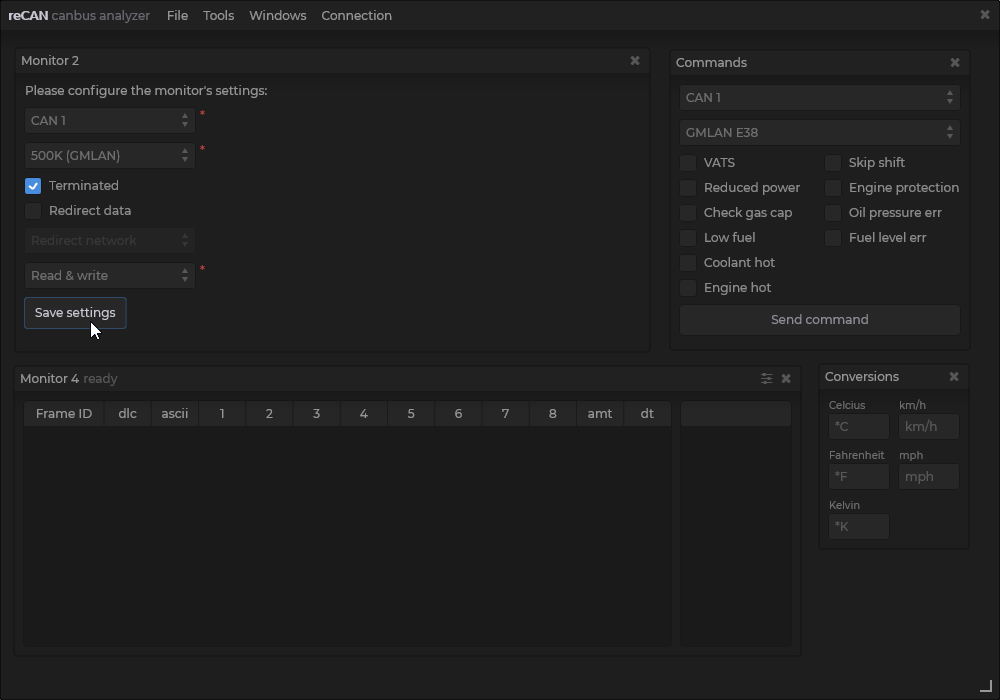 reCAN canbus analyzer File Tools Windows Connection
Monitor 2
Please configure the monitor's settings:
CAN 1 *
500K (GMLAN) *
Terminated
Redirect data
Redirect network
Read & write *
Save settings
Commands
CAN 1
GMLAN E38
VATS Skip shift
Reduced power Engine protection
Check gas cap Oil pressure err
Low fuel Fuel level err
Coolant hot
Engine hot
Send command
Monitor 4 ready
Frame ID dlc ascii 1 2 3 4 5 6 7 8 amt dt
Conversions
Celcius km/h
°C km/h
Fahrenheit mph
°F mph
Kelvin
°K